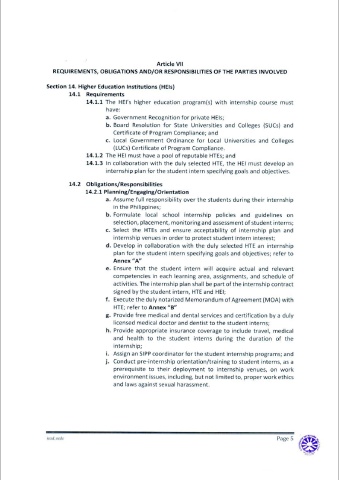 Article VII
REQUIREMENTS, OBLIGATIONS AND/OR RESPONSIBILITIES OF THE PARTIES INVOLVED
Section 14. Higher Education Institutions (HEIs)
14.1 Requirements
14.1.1 The HEI's higher education program(s) with internship course must
have:
a. Government Recognition for private HEIs;
b. Board Resolution for State Universities and Colleges (SUCs) and
Certificate of Program Compliance; and
c. Local Government Ordinance for Local Universities and Colleges
(LUCs) Certificate of Program Compliance.
14.1.2 The HEI must have a pool of reputable HTEs; and
14.1.3 In collaboration with the duly selected HTE, the HEI must develop an
internship plan for the student intern specifying goals and objectives.
14.2 Obligations/Responsibilities
14.2.1 Planning/Engaging/Orientation
a. Assume full responsibility over the students during their internship
in the Philippines;
b. Formulate local school internship policies and guidelines on
selection, placement, monitoring and assessment of student interns;
c. Select the HTEs and ensure acceptability of internship plan and
internship venues in order to protect student intern interest;
d. Develop in collaboration with the duly selected HTE an internship
plan for the student intern specifying goals and objectives; refer to
Annex "A"
e. Ensure that the student intern will acquire actual and relevant
competencies in each learning area, assignments, and schedule of
activities. The internship plan shall be part of the internship contract
signed by the student intern, HTE and HEI;
f. Execute the duly notarized Memorandum of Agreement (MOA) with
HTE; refer to Annex "B"
g. Provide free medical and dental services and certification by a duly
licensed medical doctor and dentist to the student interns;
h. Provide appropriate insurance coverage to include travel, medical
and health to the student interns during the duration of the
internship;
i. Assign an SIPP coordinator for the student internship programs; and
j. Conduct pre-internship orientation/training to student interns, as a
prerequisite to their deployment to internship venues, on work
environment issues, including, but not limited to, proper work ethics
and laws against sexual harassment.
Page 5